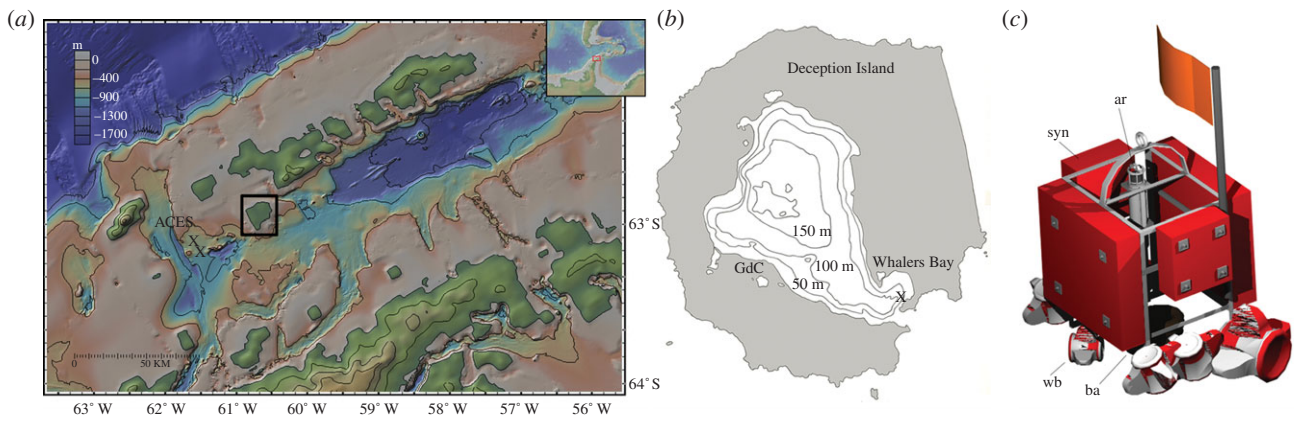 (a)
m
0
–400
–900
–1300
–1700
ACES
X
X
0 50 KM
63° S
64° S
63° W 62° W 61° W 60° W 59° W 58° W 57° W 56° W
(b)
Deception Island
150 m
100 m
50 m
GdC
Whalers Bay
X
(c)
ar
syn
wb
ba